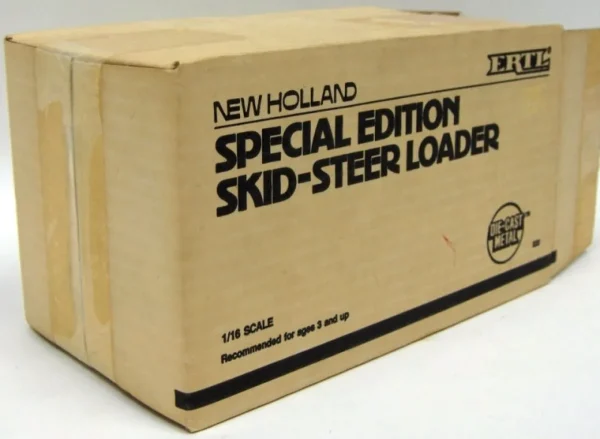 ERTL
NEW HOLLAND
SPECIAL EDITION
SKID-STEER LOADER
DIE-CAST
METAL
1/16 SCALE
Recommended for ages 3 and up